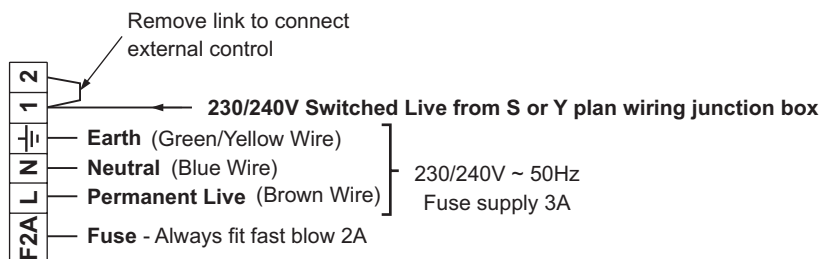 Remove link to connect
external control
2
1
230/240V Switched Live from S or Y plan wiring junction box
Earth (Green/Yellow Wire)
N
Neutral (Blue Wire)
L
Permanent Live (Brown Wire)
230/240V ~ 50Hz
Fuse supply 3A
F2A
Fuse - Always fit fast blow 2A